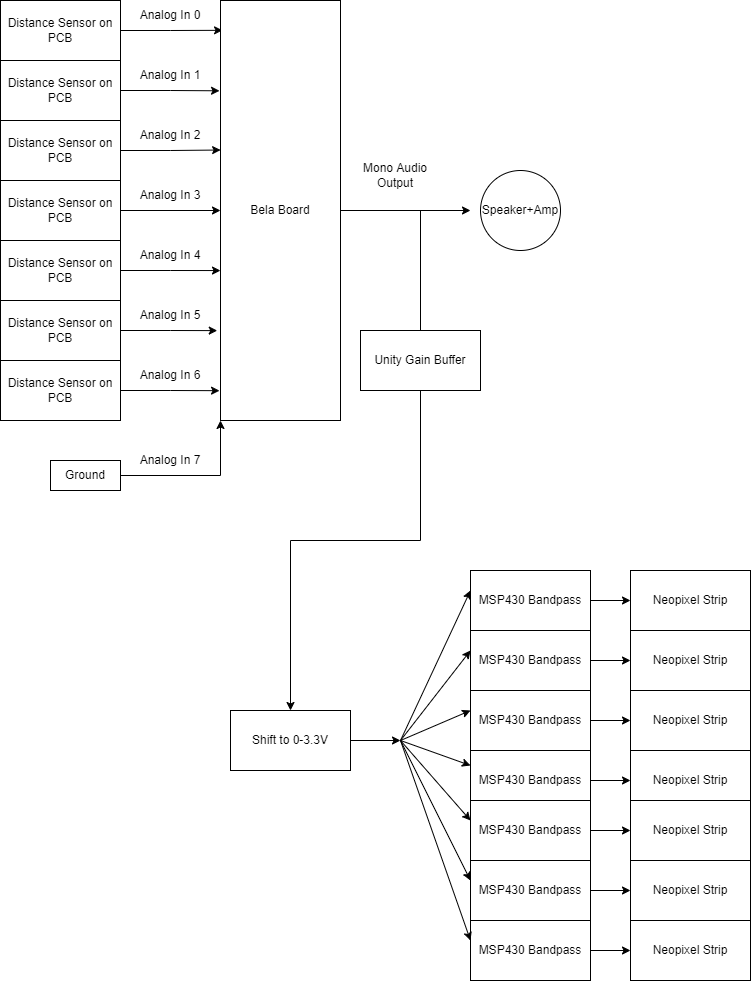 Distance Sensor on
PCB
Analog In 0
Distance Sensor on
PCB
Analog In 1
Distance Sensor on
PCB
Analog In 2
Distance Sensor on
PCB
Analog In 3
Distance Sensor on
PCB
Analog In 4
Distance Sensor on
PCB
Analog In 5
Distance Sensor on
PCB
Analog In 6
Ground
Analog In 7
Bela Board
Mono Audio
Output
Speaker+Amp
Unity Gain Buffer
Shift to 0-3.3V
MSP430 Bandpass
Neopixel Strip
MSP430 Bandpass
Neopixel Strip
MSP430 Bandpass
Neopixel Strip
MSP430 Bandpass
Neopixel Strip
MSP430 Bandpass
Neopixel Strip
MSP430 Bandpass
Neopixel Strip
MSP430 Bandpass
Neopixel Strip